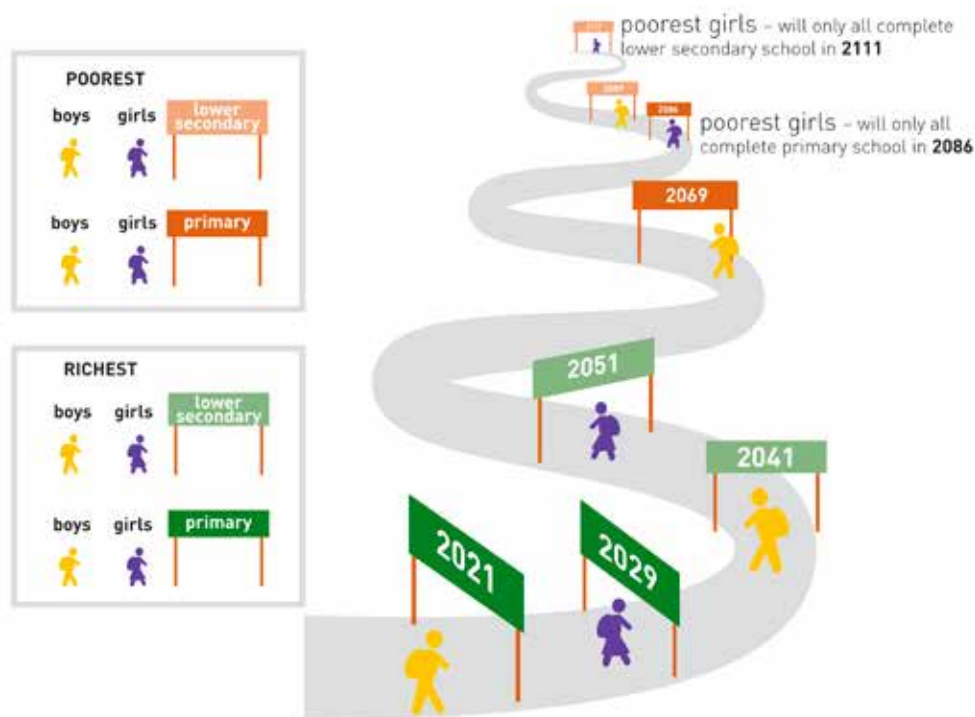 POOREST
boys girls lower
secondary
boys girls primary
RICHEST
boys girls lower
secondary
boys girls primary
poorest girls – will only all complete
lower secondary school in 2111
2086
poorest girls – will only all
complete primary school in 2086
2069
2051
2041
2021
2029